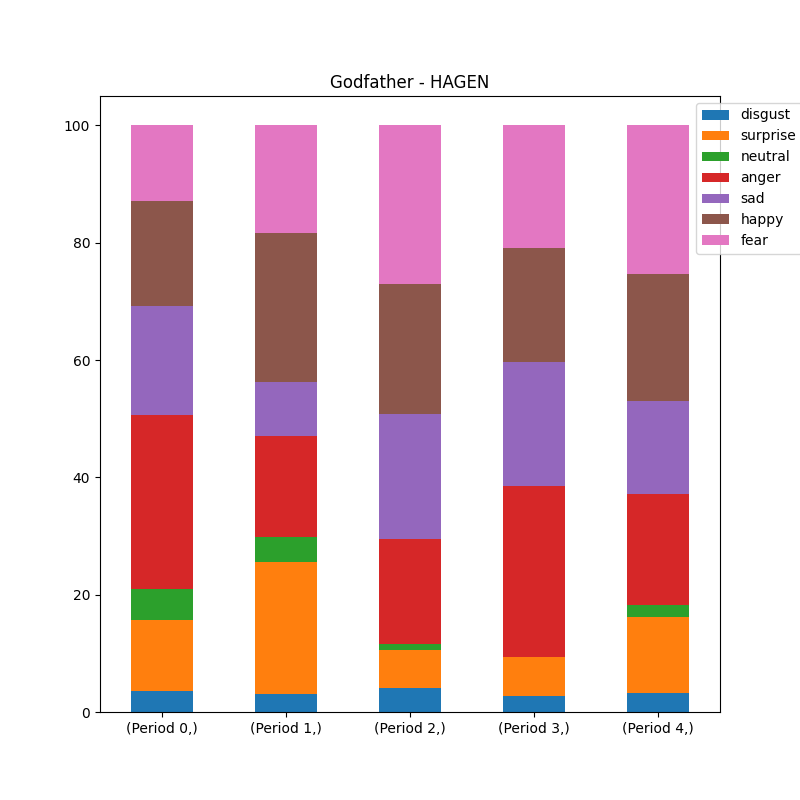 Godfather - HAGEN
100
80
60
40
20
0
(Period 0,)
(Period 1,)
(Period 2,)
(Period 3,)
(Period 4,)
disgust
surprise
neutral
anger
sad
happy
fear